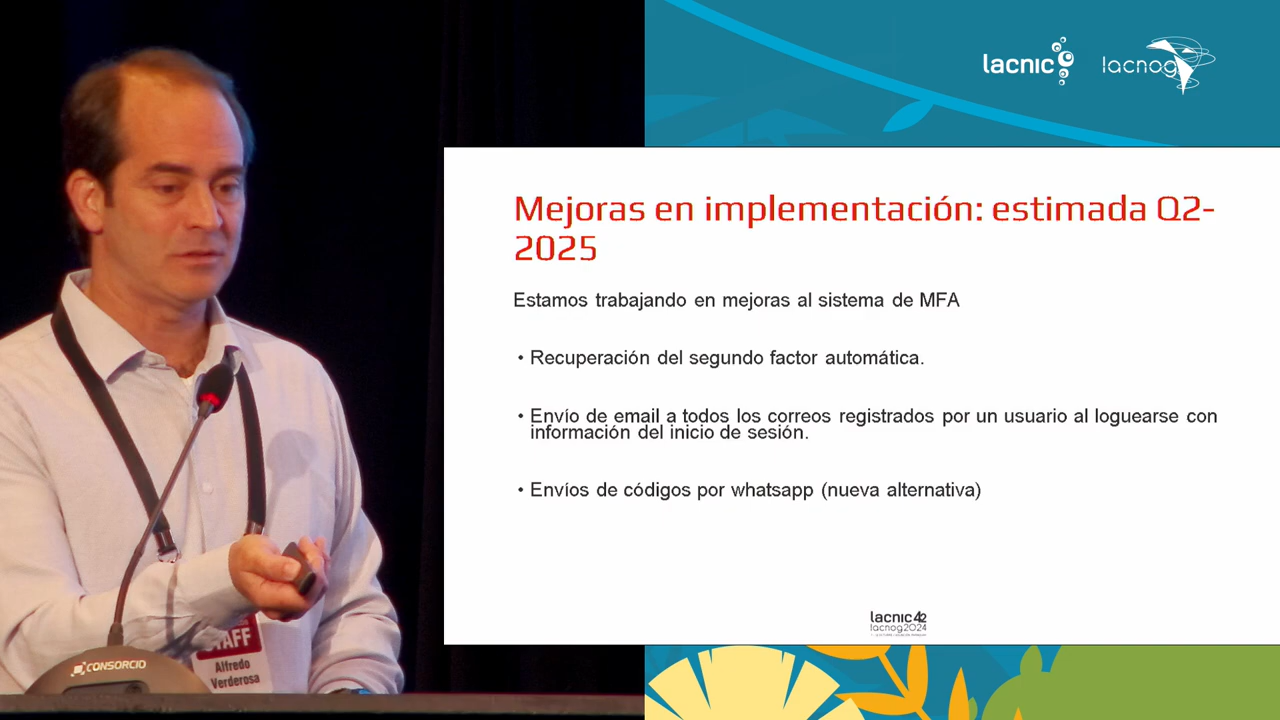 lacnic
lacnog
Mejoras en implementación: estimada Q2-
2025
Estamos trabajando en mejoras al sistema de MFA
• Recuperación del segundo factor automática.
• Envío de email a todos los correos registrados por un usuario al loguearse con
información del inicio de sesión.
• Envíos de códigos por whatsapp (nueva alternativa)
lacnic 42
lacnog2024
CONSORCIO
STAFF
Alfredo
Verderosa